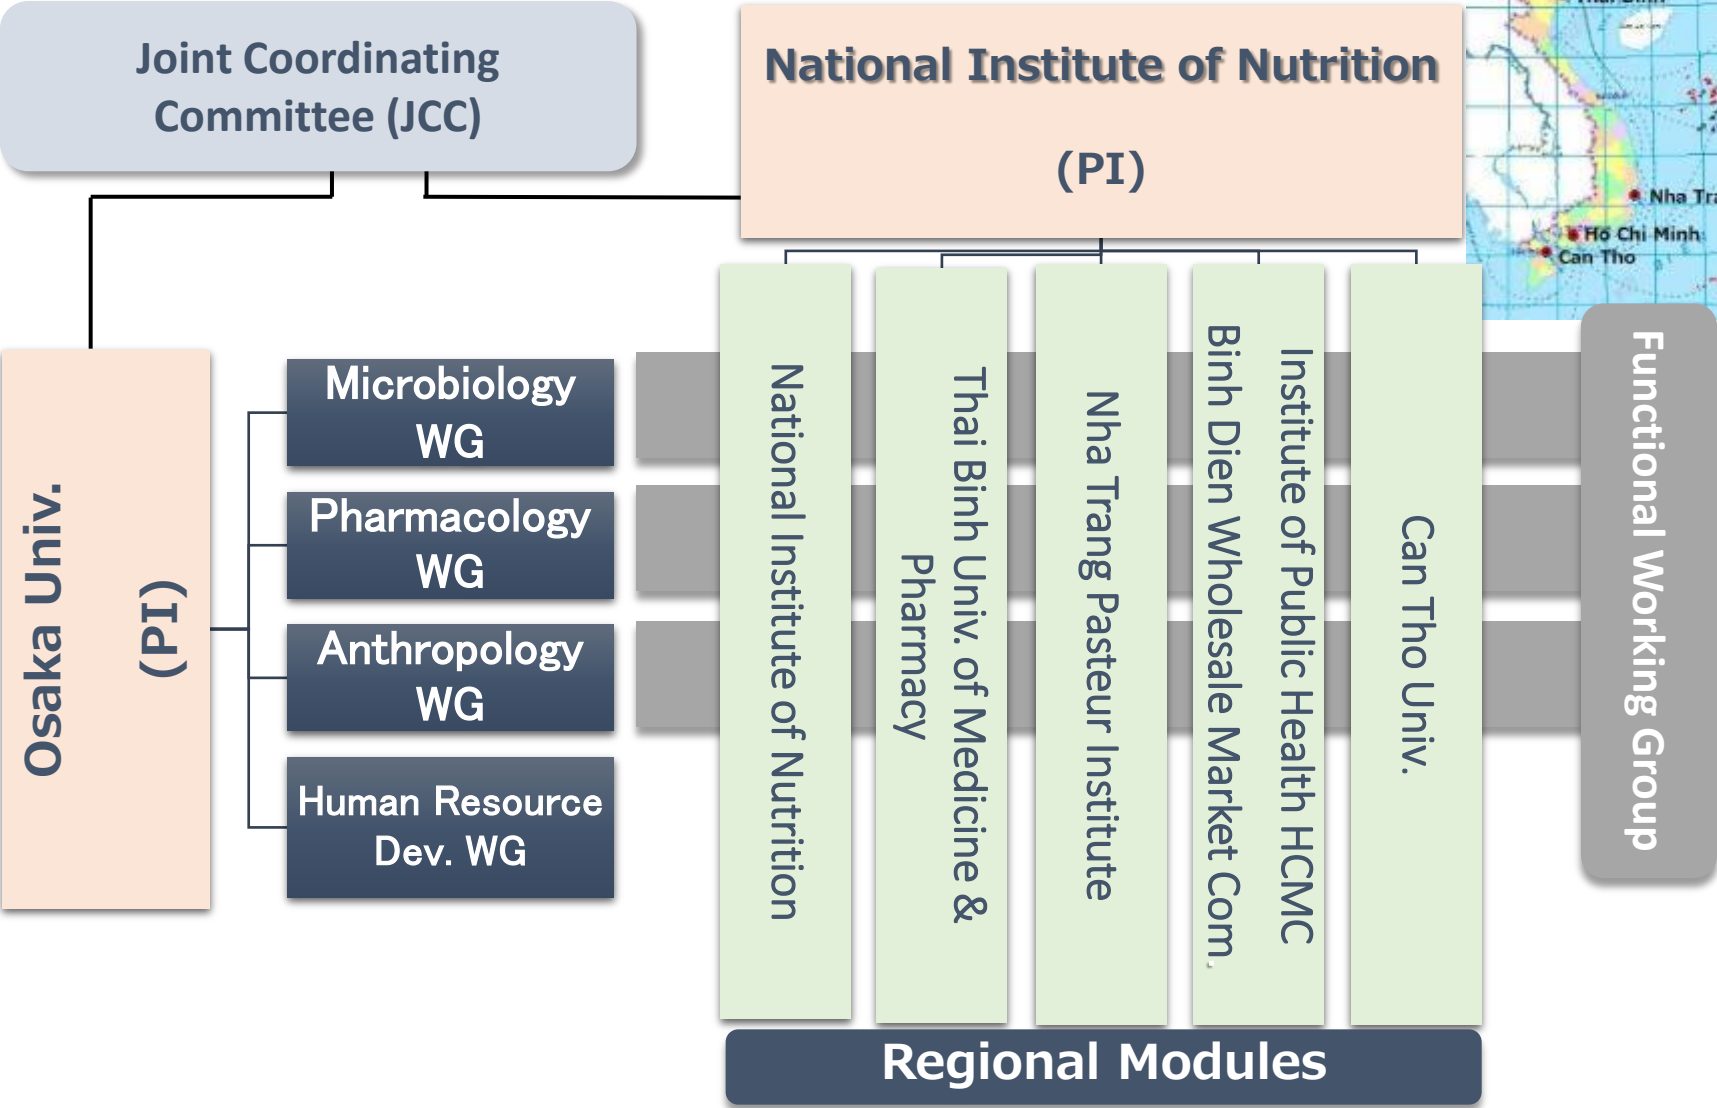 Joint Coordinating
Committee (JCC)
National Institute of Nutrition
(PI)
Nha Tra
Ho Chi Minh
Can Tho
Osaka Univ.
(PI)
Microbiology
WG
Pharmacology
WG
Anthropology
WG
Human Resource
Dev. WG
National Institute of Nutrition
Thai Binh Univ. of Medicine &
Pharmacy
Nha Trang Pasteur Institute
Institute of Public Health HCMC
Binh Dien Wholesale Market Com.
Can Tho Univ.
Functional Working Group
Regional Modules